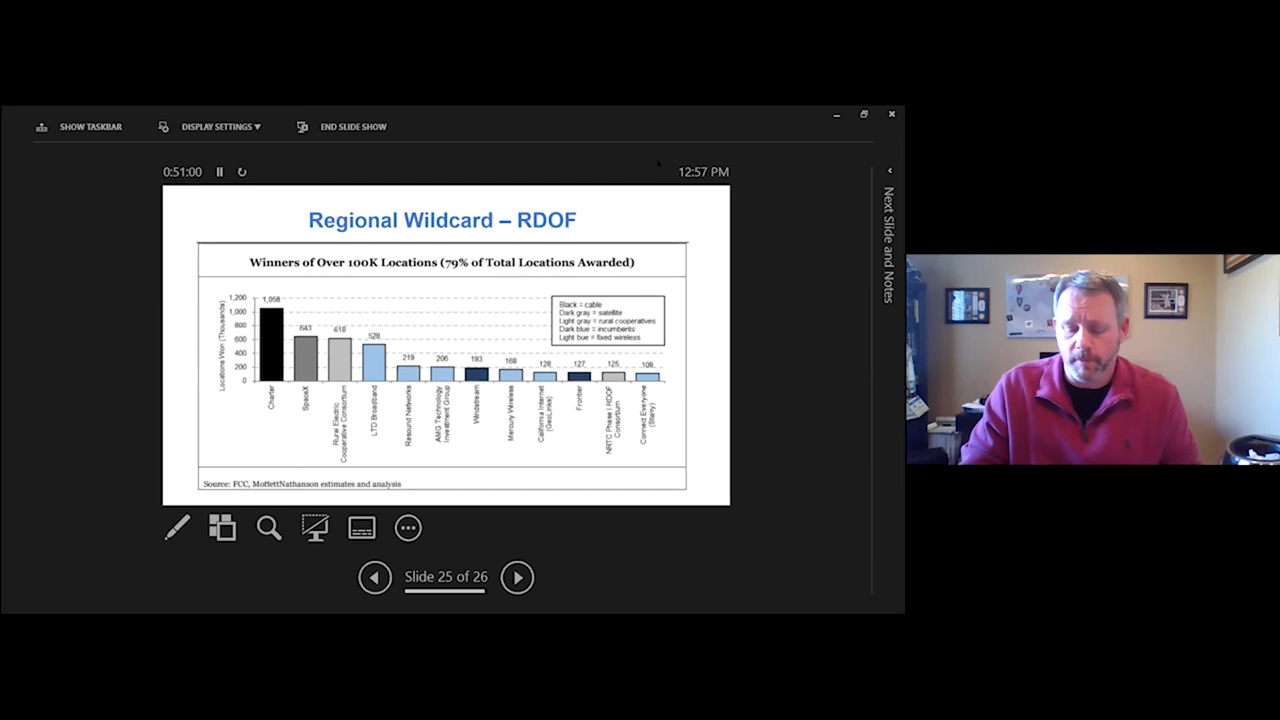 SHOW TASKBAR
DISPLAY SETTINGS ▾
END SLIDE SHOW
0:51:00
12:57 PM
Next Slide and Notes
Regional Wildcard – RDOF
Winners of Over 100K Locations (79% of Total Locations Awarded)
Locations Won (Thousands)
1,200
1,000
800
600
400
200
0
1,058
643
618
528
219
206
193
168
128
127
125
109
Black = cable
Dark gray = satellite
Light gray = rural cooperatives
Dark blue = incumbents
Light bue = fixed wireless
Charter
SpaceX
Rural Electric
Cooperative Consortium
LTD Broadband
Resound Networks
AMG Technology
Investment Group
Windstream
Mercury Wireless
California Internet
(GeoLinks)
Frontier
NRTC Phase I RDOF
Consortium
Connect Everyone
(Starry)
Source: FCC, MoffettNathanson estimates and analysis
Slide 25 of 26